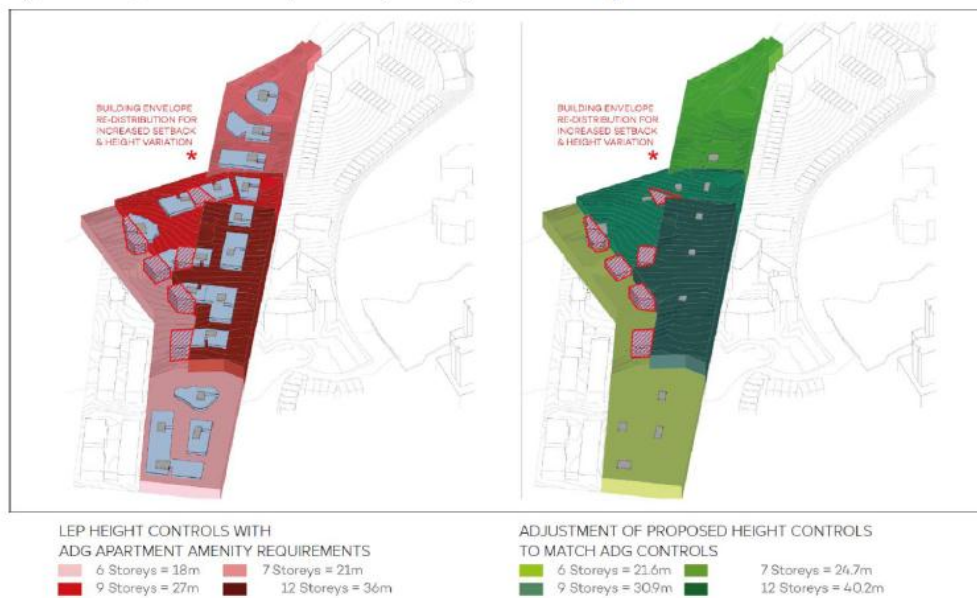 BUILDING ENVELOPE
RE-DISTRIBUTION FOR
INCREASED SETBACK
& HEIGHT VARIATION
*
BUILDING ENVELOPE
RE-DISTRIBUTION FOR
INCREASED SETBACK
& HEIGHT VARIATION
*
LEP HEIGHT CONTROLS WITH
ADG APARTMENT AMENITY REQUIREMENTS
6 Storeys = 18m
7 Storeys = 21m
9 Storeys = 27m
12 Storeys = 36m
ADJUSTMENT OF PROPOSED HEIGHT CONTROLS
TO MATCH ADG CONTROLS
6 Storeys = 21.6m
7 Storeys = 24.7m
9 Storeys = 30.9m
12 Storeys = 40.2m